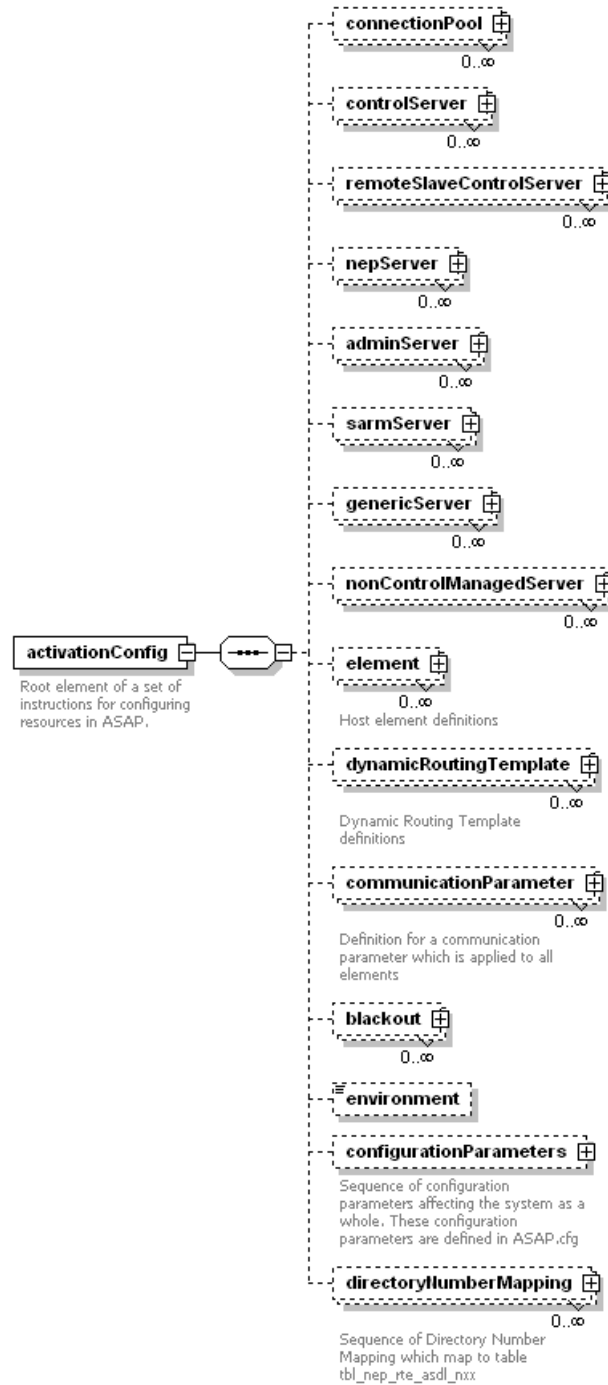 connectionPool
0..∞
controlServer
0..∞
remoteSlaveControlServer
0..∞
nepServer
0..∞
adminServer
0..∞
sarmServer
0..∞
genericServer
0..∞
nonControlManagedServer
0..∞
activationConfig
Root element of a set of
instructions for configuring
resources in ASAP.
element
0..∞
Host element definitions
dynamicRoutingTemplate
0..∞
Dynamic Routing Template
definitions
communicationParameter
0..∞
Definition for a communication
parameter which is applied to all
elements
blackout
0..∞
environment
configurationParameters
Sequence of configuration
parameters affecting the system as a
whole. These configuration
parameters are defined in ASAP.cfg
directoryNumberMapping
0..∞
Sequence of Directory Number
Mapping which map to table
tbl_nep_rte_asdl_nxx